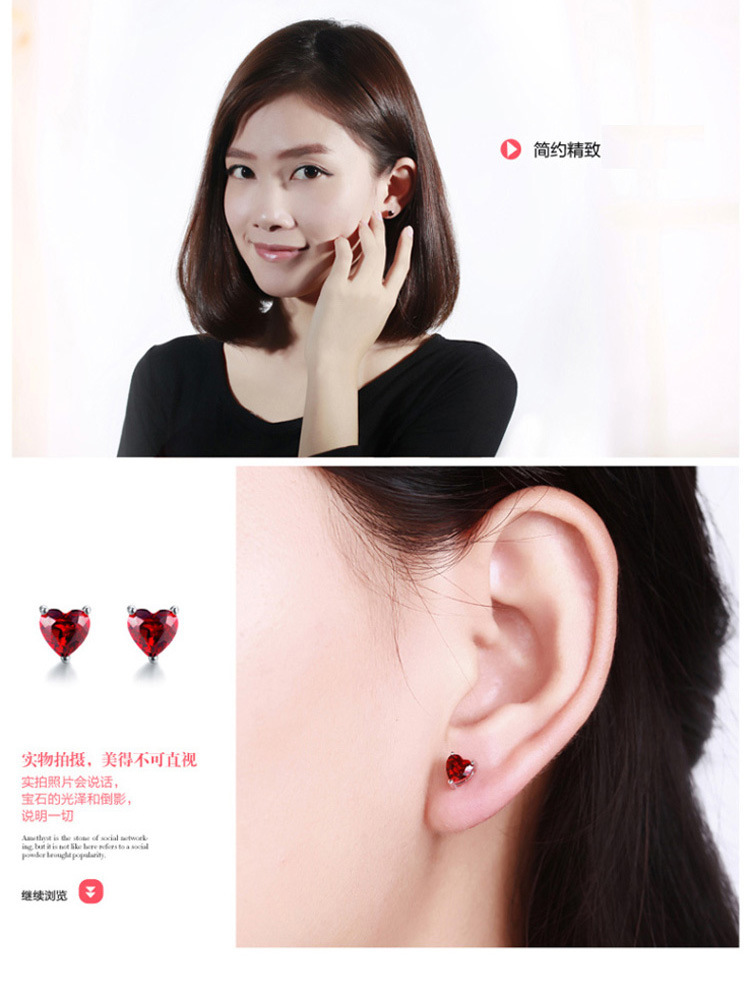 简约精致
实物拍摄，美得不可直视
实拍照片会说话，
宝石的光泽和倒影，
说明一切
Amethyst is the stone of social network-
ing, but it is not like here refers to a social
powder brought popularity.
继续浏览